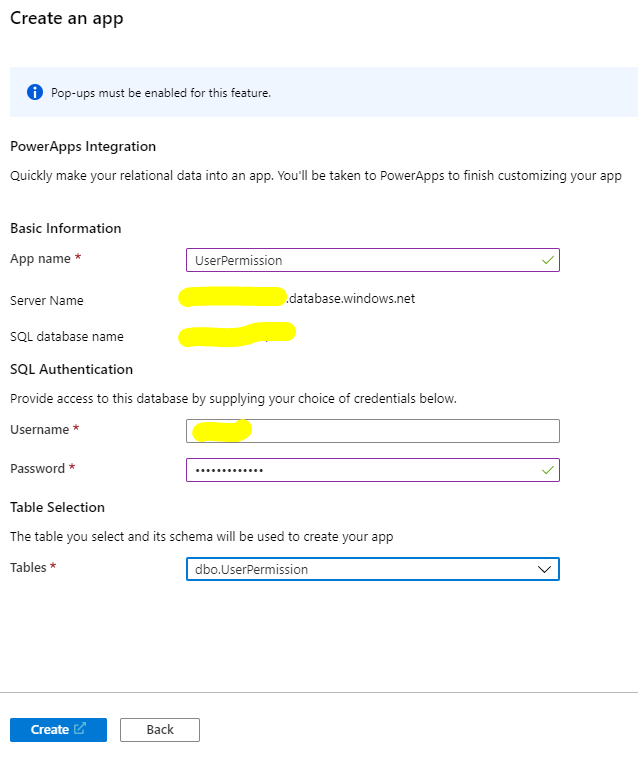 Create an app
Pop-ups must be enabled for this feature.
PowerApps Integration
Quickly make your relational data into an app. You'll be taken to PowerApps to finish customizing your app
Basic Information
App name *
UserPermission
Server Name
.database.windows.net
SQL database name
SQL Authentication
Provide access to this database by supplying your choice of credentials below.
Username *
Password *
•••••••••••••
Table Selection
The table you select and its schema will be used to create your app
Tables *
dbo.UserPermission
Create
Back